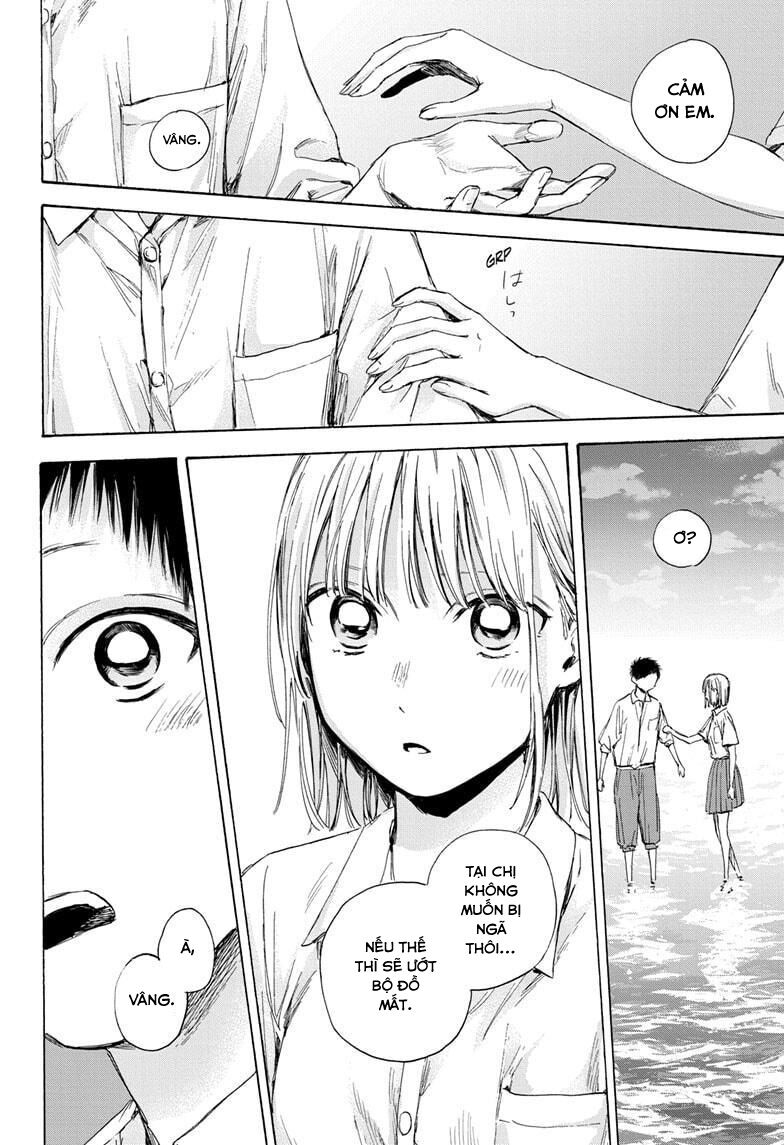 CẢM
ƠN EM.
VÂNG.
GRP
はしっ
Ơ?
TẠI CHỊ
KHÔNG
MUỐN BỊ
NGÃ
THÔI...
NẾU THẾ
THÌ SẼ ƯỚT
BỘ ĐỒ
MẤT.
À,
VÂNG.